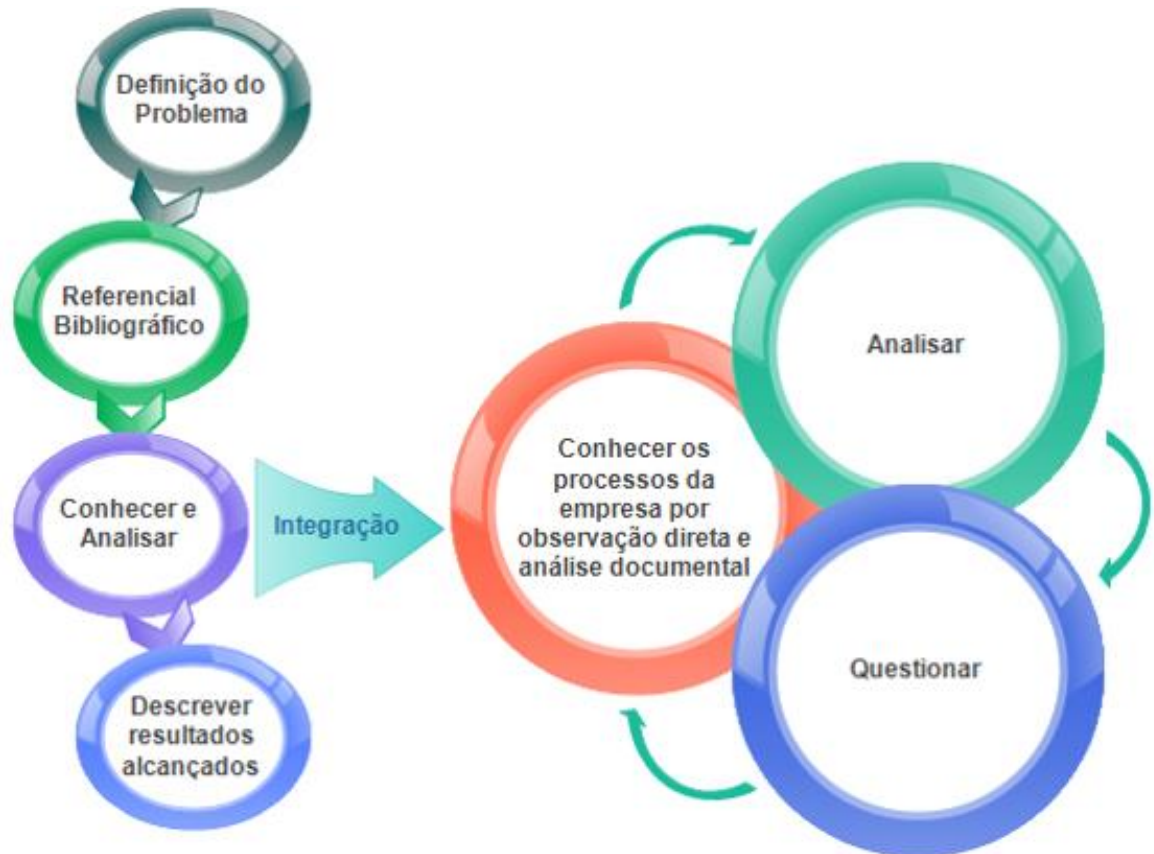 Definição do
Problema
Referencial
Bibliográfico
Conhecer e
Analisar
Descrever
resultados
alcançados
Integração
Conhecer os
processos da
empresa por
observação direta e
análise documental
Analisar
Questionar